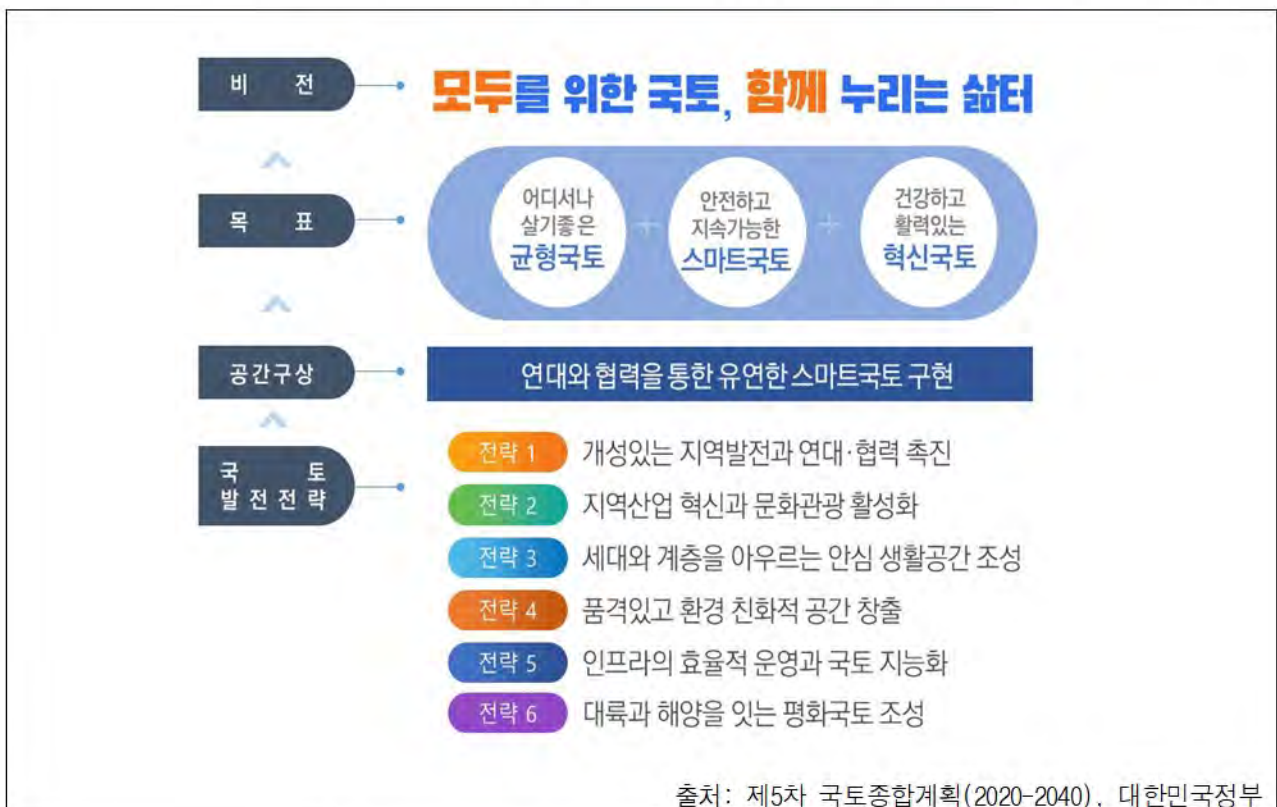 비 전
모두를 위한 국토, 함께 누리는 삶터
목 표
어디서나
살기좋은
균형국토
+
안전하고
지속가능한
스마트국토
+
건강하고
활력있는
혁신국토
공간구상
연대와 협력을 통한 유연한 스마트국토 구현
국 토
발전전략
전략 1 개성있는 지역발전과 연대·협력 촉진
전략 2 지역산업 혁신과 문화관광 활성화
전략 3 세대와 계층을 아우르는 안심 생활공간 조성
전략 4 품격있고 환경 친화적 공간 창출
전략 5 인프라의 효율적 운영과 국토 지능화
전략 6 대륙과 해양을 잇는 평화국토 조성
출처: 제5차 국토종합계획(2020-2040), 대한민국정부